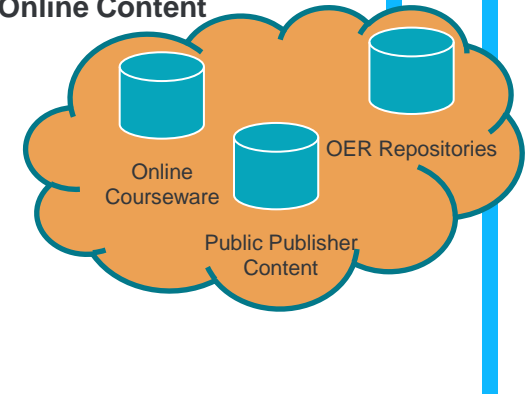 Online Content
OER Repositories
Online
Courseware
Public Publisher
Content